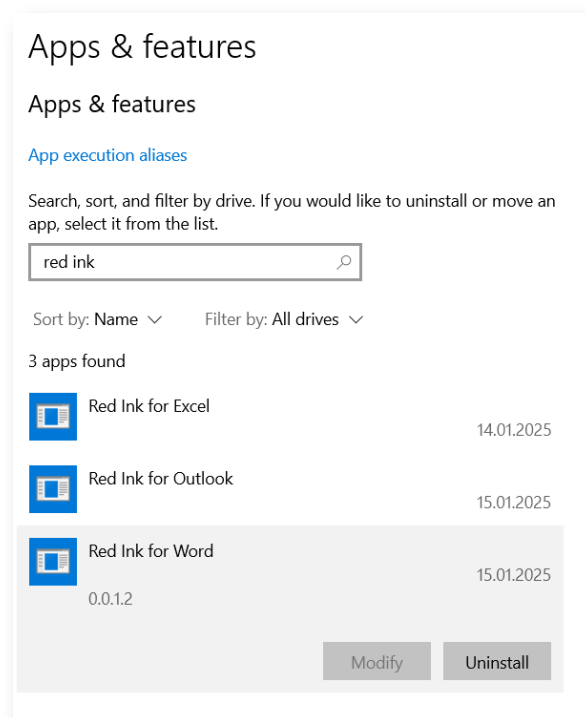 Apps & features
Apps & features
App execution aliases
Search, sort, and filter by drive. If you would like to uninstall or move an
app, select it from the list.
red ink
Sort by: Name Filter by: All drives
3 apps found
Red Ink for Excel
14.01.2025
Red Ink for Outlook
15.01.2025
Red Ink for Word
15.01.2025
0.0.1.2
Modify Uninstall